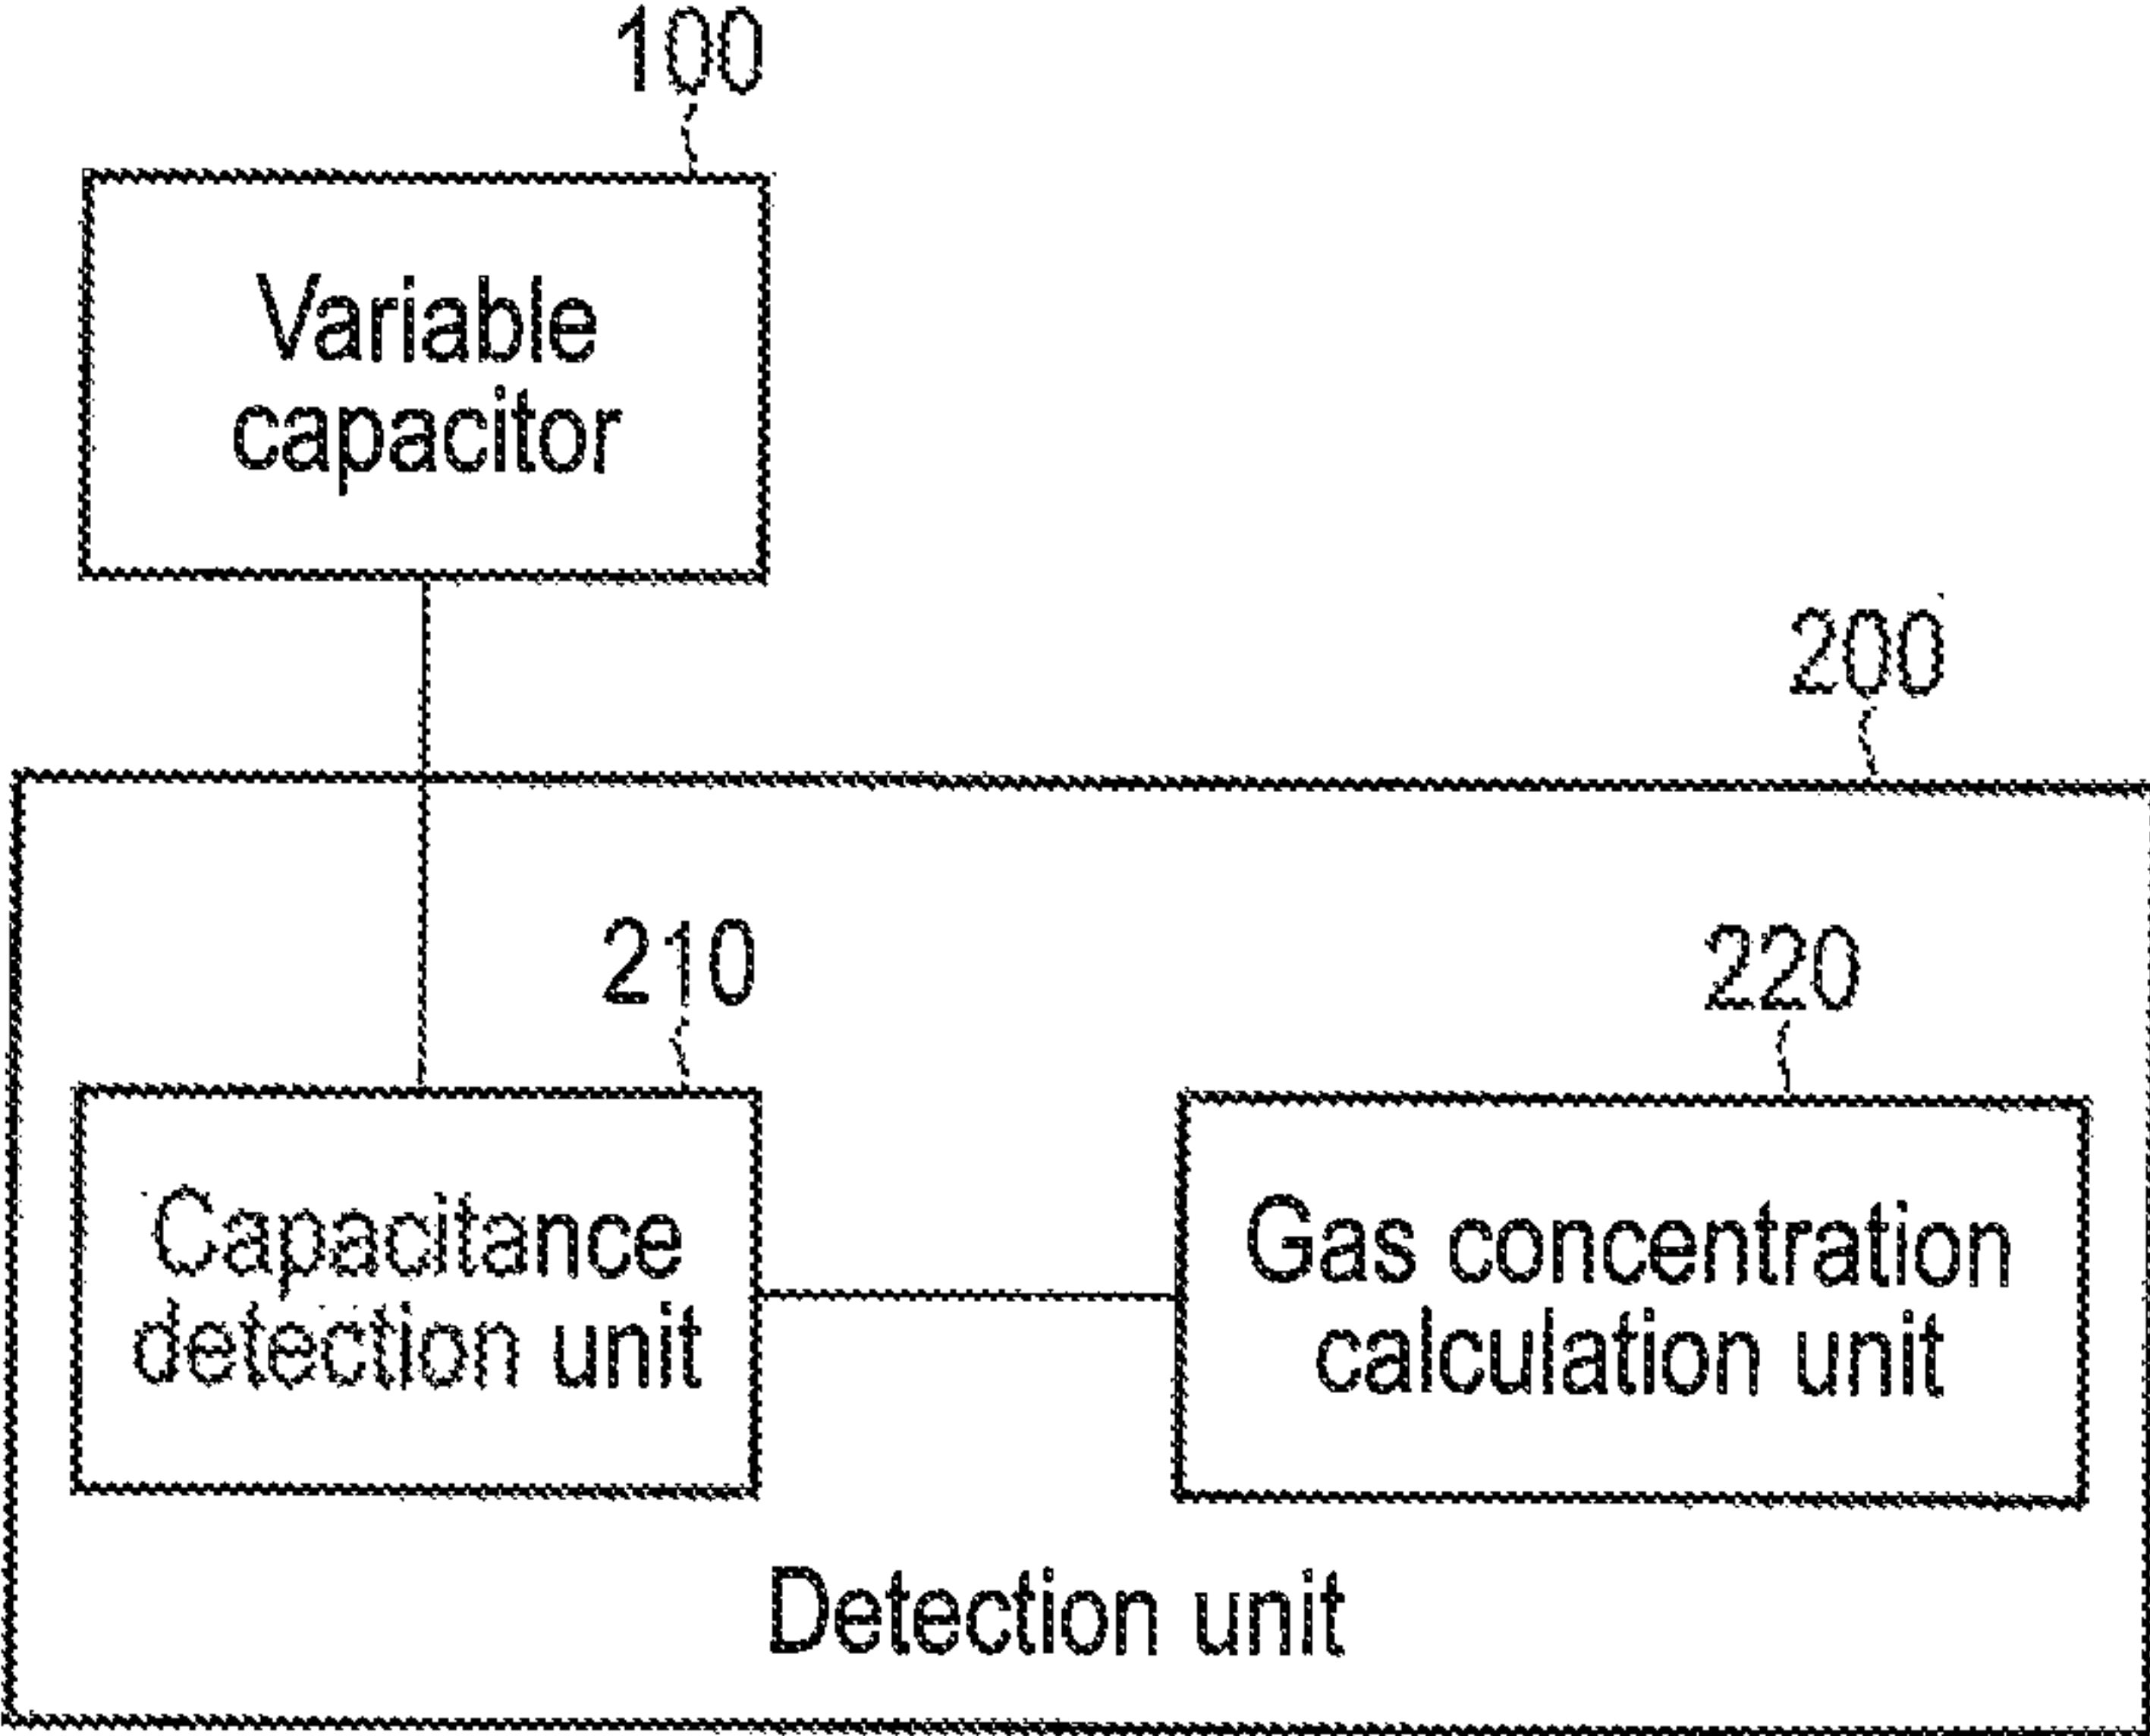 100
Variable
capacitor
200
210
220
Capacitance
detection unit
Gas concentration
calculation unit
Detection unit